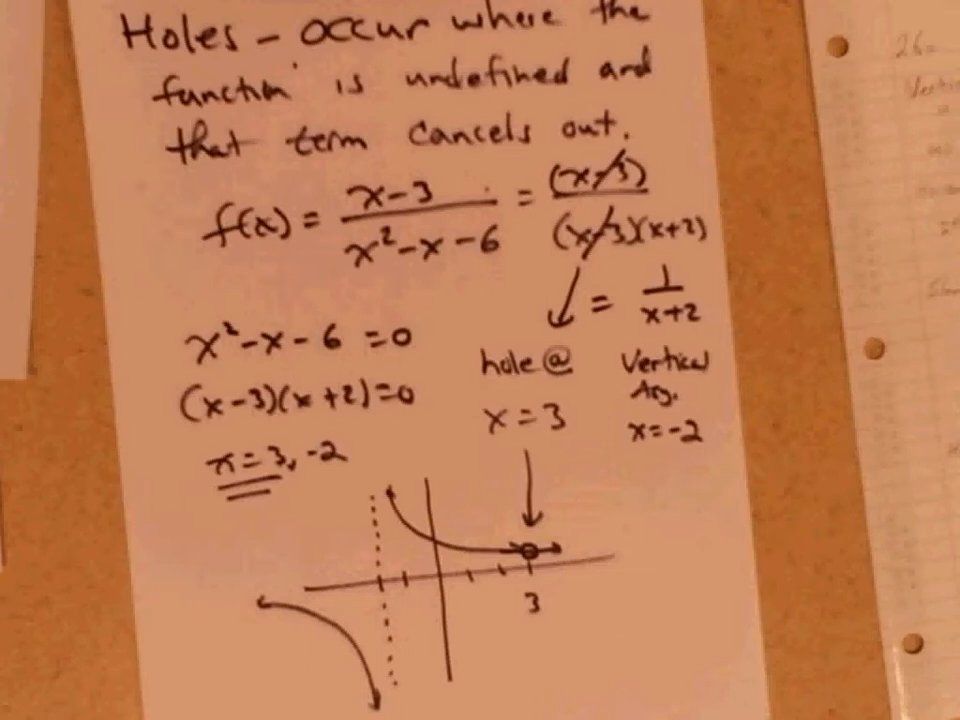 Holes - occur where the
function is undefined and
that term cancels out.
f(x) = x-3 / x²-x-6 = (x-3) / (x-3)(x+2)
= 1 / x+2
x²-x-6 =0
(x-3)(x+2)=0
x=3,-2
hole @
x=3
Vertical
Asy.
x=-2
3